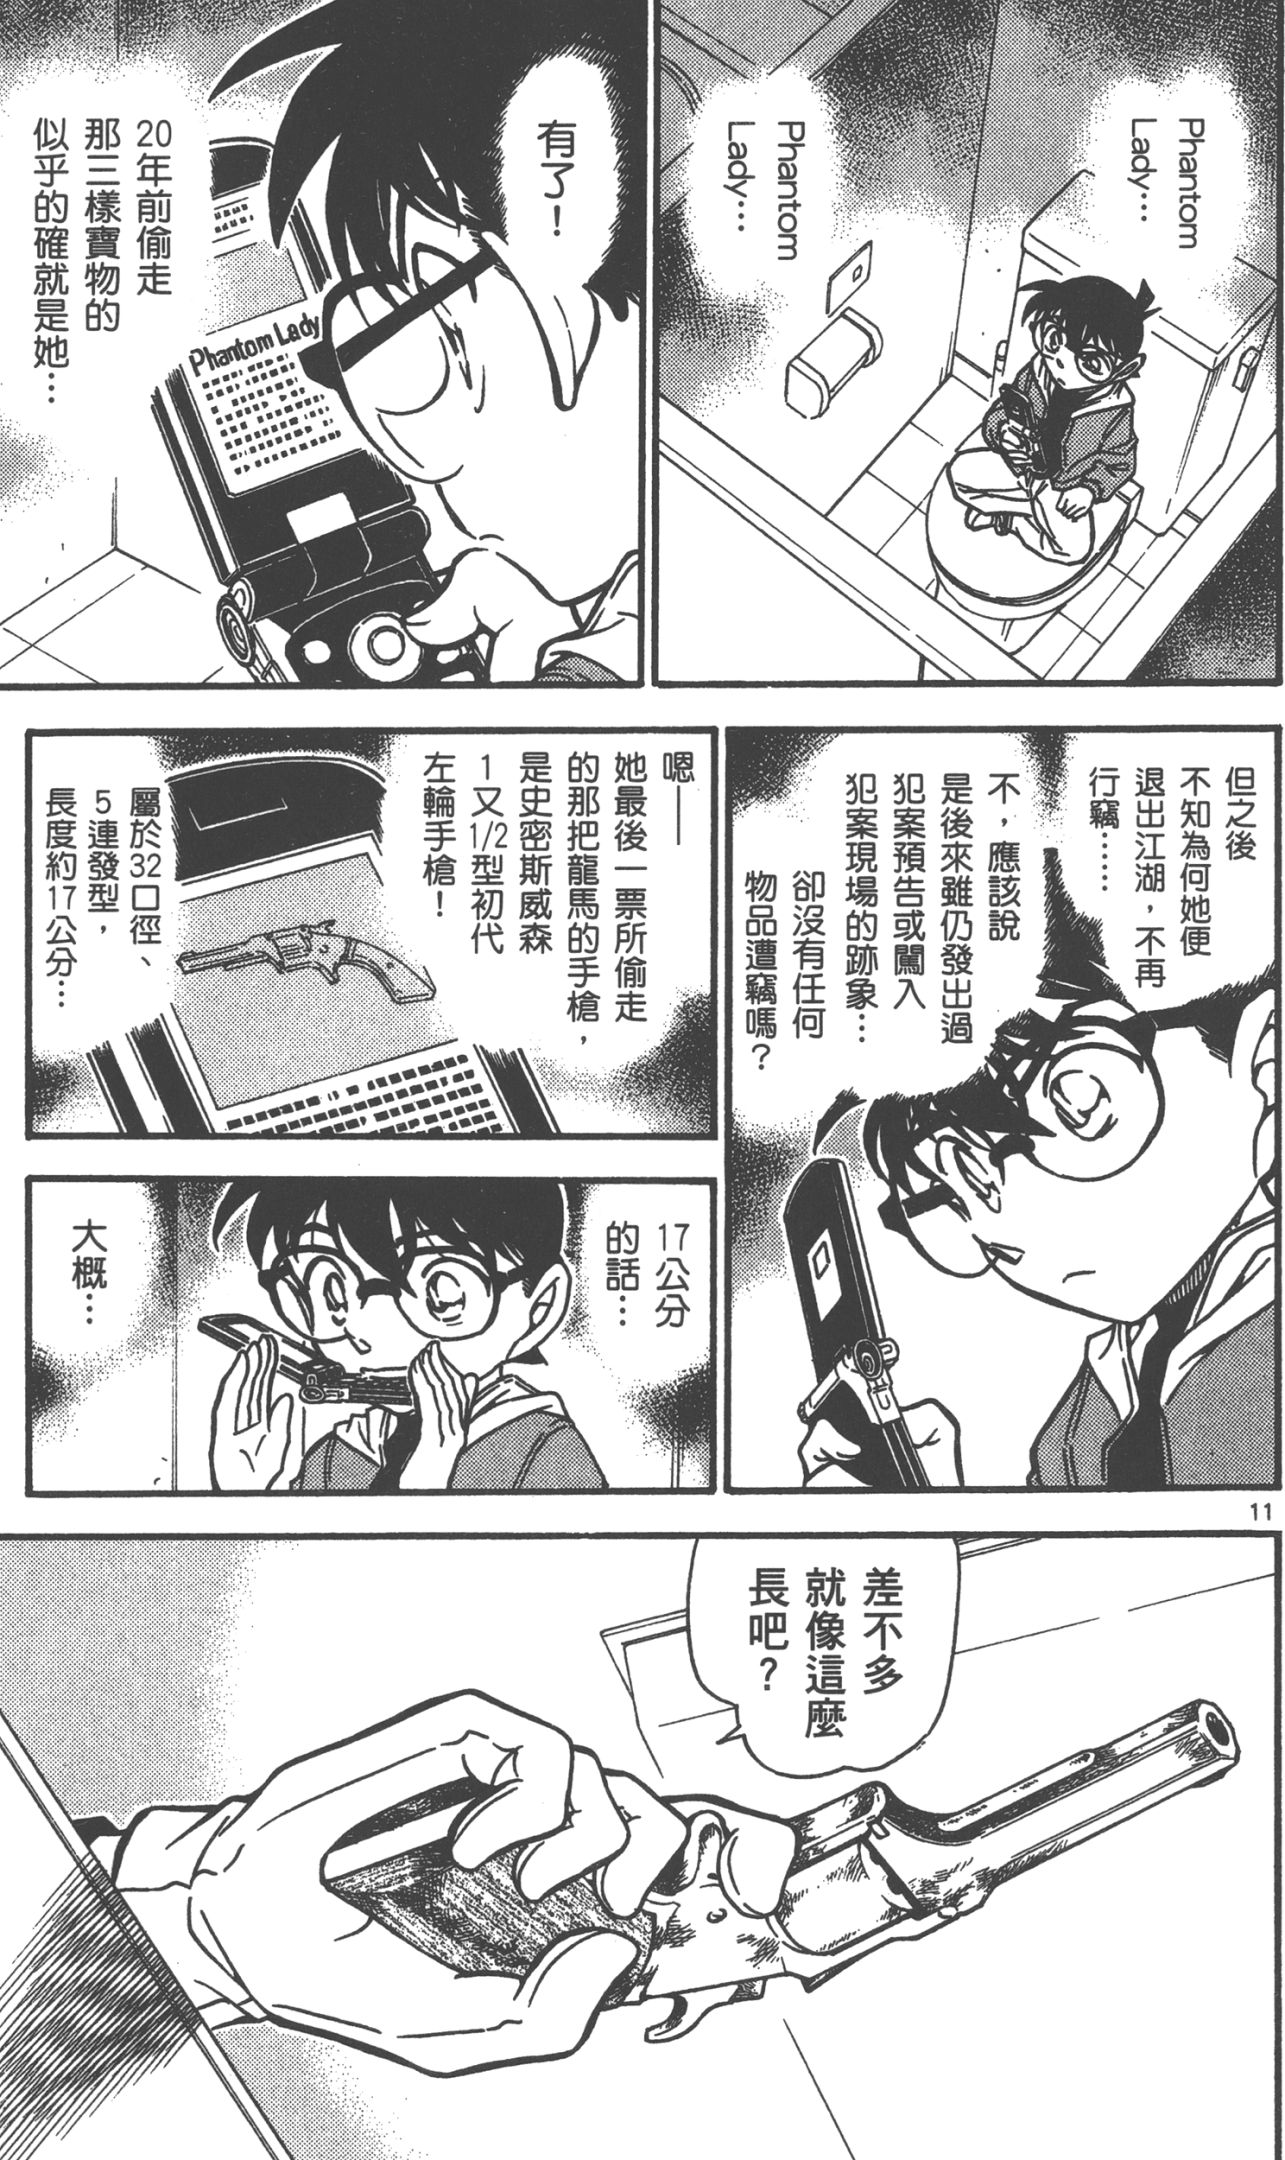 Phantom
Lady…
Phantom
Lady…
有了！
Phantom Lady
20年前偷走
那三樣寶物的
似乎的確就是她…
但之後
不知為何她便
退出江湖，不再
行竊……
不，應該說
是後來雖仍發出過
犯案預告或闖入
犯案現場的跡象…
卻沒有任何
物品遭竊嗎？
嗯——
她最後一票所偷走
的那把龍馬的手槍，
是史密斯威森
1又1/2型初代
左輪手槍！
屬於32口徑、
5連發型，
長度約17公分…
17公分
的話…
大概…
11
差不多
就像這麼
長吧？